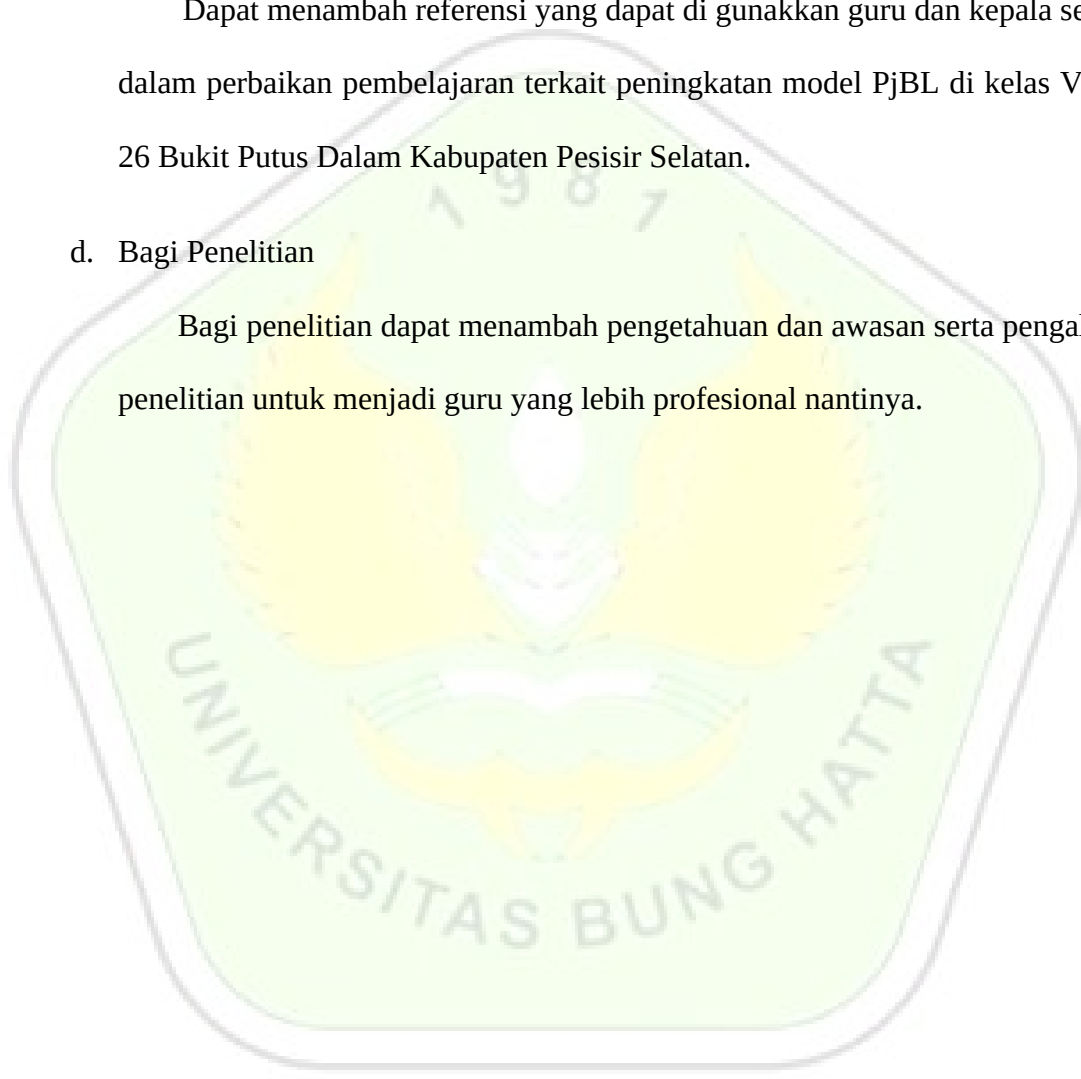 Dapat menambah referensi yang dapat di gunakkan guru dan kepala
dalam perbaikan pembelajaran terkait peningkatan model PjBL di kelas V
26 Bukit Putus Dalam Kabupaten Pesisir Selatan.
1981
d. Bagi Penelitian
Bagi penelitian dapat menambah pengetahuan dan awasan serta
penelitian untuk menjadi guru yang lebih profesional nantinya.
UNIVERSITAS BUNG HATTA